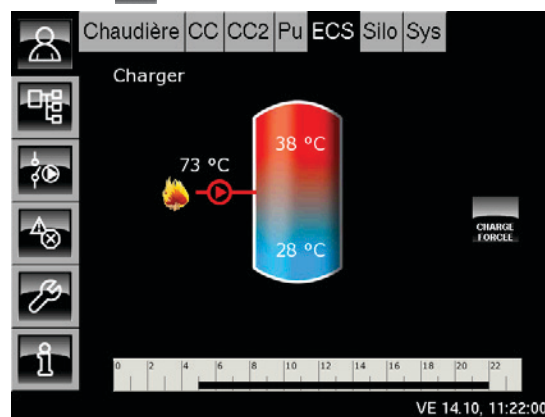 Chaudière CC CC2 Pu ECS Silo Sys
Charger
38 °C
73 °C
CHARGE
FORCEE
28 °C
0 2 4 6 8 10 12 14 16 18 20 22
VE 14.10, 11:22:00